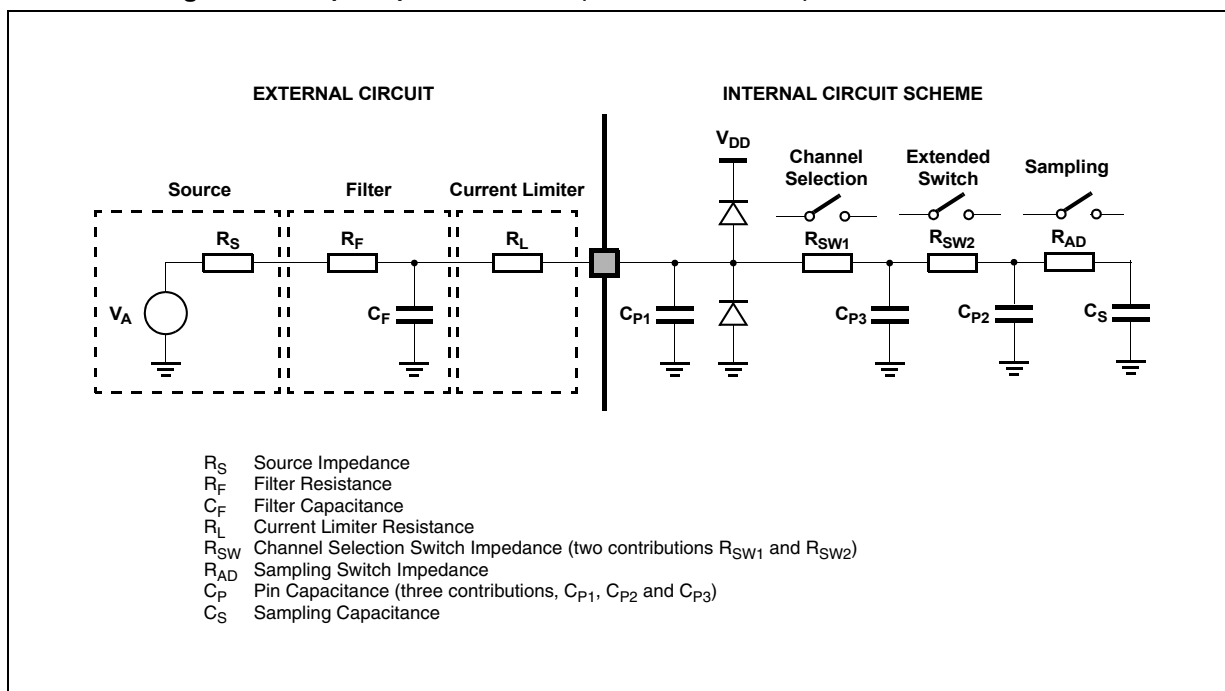 EXTERNAL CIRCUIT
INTERNAL CIRCUIT SCHEME
Source
Filter
Current Limiter
VDD
Channel
Selection
Extended
Switch
Sampling
RS
RF
RL
RSW1
RSW2
RAD
VA
CF
CP1
CP3
CP2
CS
RS Source Impedance
RF Filter Resistance
CF Filter Capacitance
RL Current Limiter Resistance
RSW Channel Selection Switch Impedance (two contributions RSW1 and RSW2)
RAD Sampling Switch Impedance
CP Pin Capacitance (three contributions, CP1, CP2 and CP3)
CS Sampling Capacitance